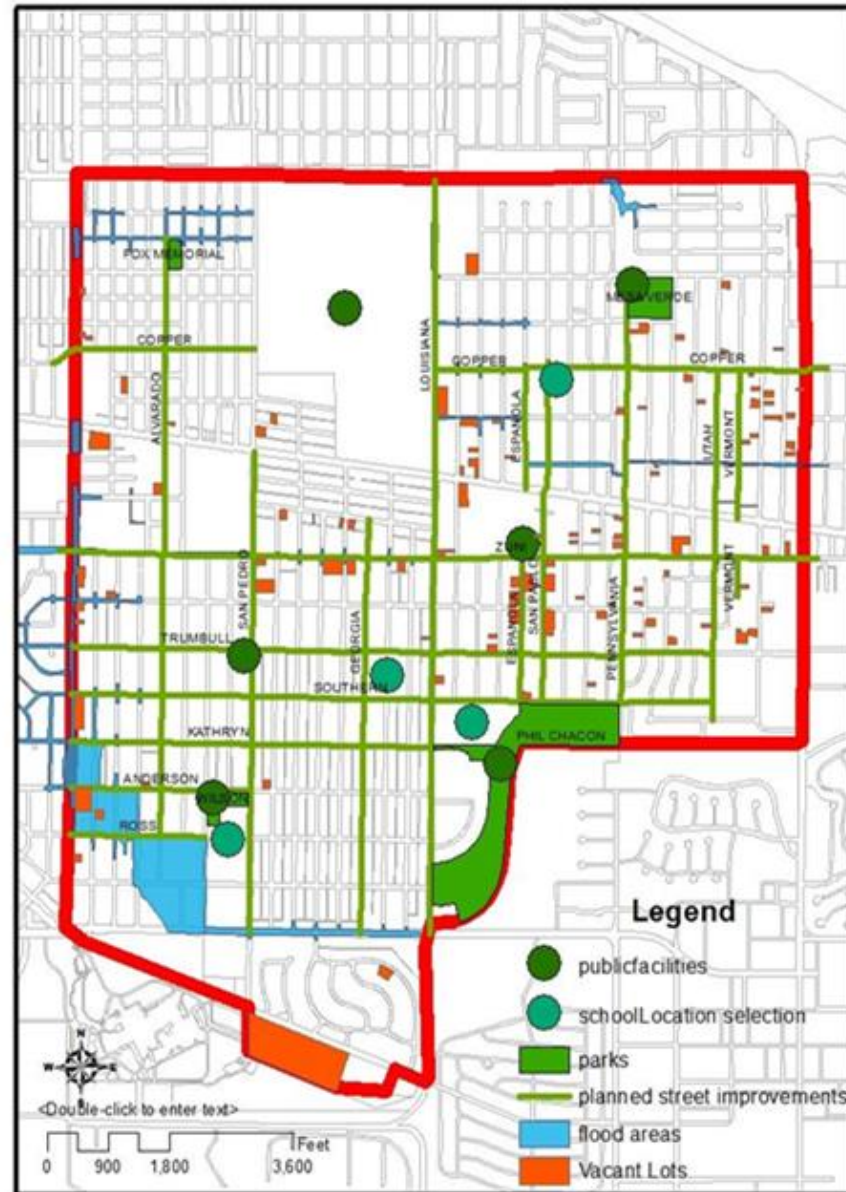 FOX MEMORIAL
MESA VERDE
COPPER
LOUISIANA
COPPER
COPPER
ALVARADO
ESPANOLA
UTAH
VERMONT
ZUNI
SAN PEDRO
GEORGIA
ESPANOLA
SAN PABLO
PENNSYLVANIA
VERMONT
TRUMBULL
SOUTHERN
KATHRYN
PHIL CHACON
ANDERSON
WILSON
ROSS
Legend
publicfacilities
schoolLocation selection
parks
planned street improvements
flood areas
Vacant Lots
N
W E
S
<Double-click to enter text>
Feet
0 900 1,800 3,600